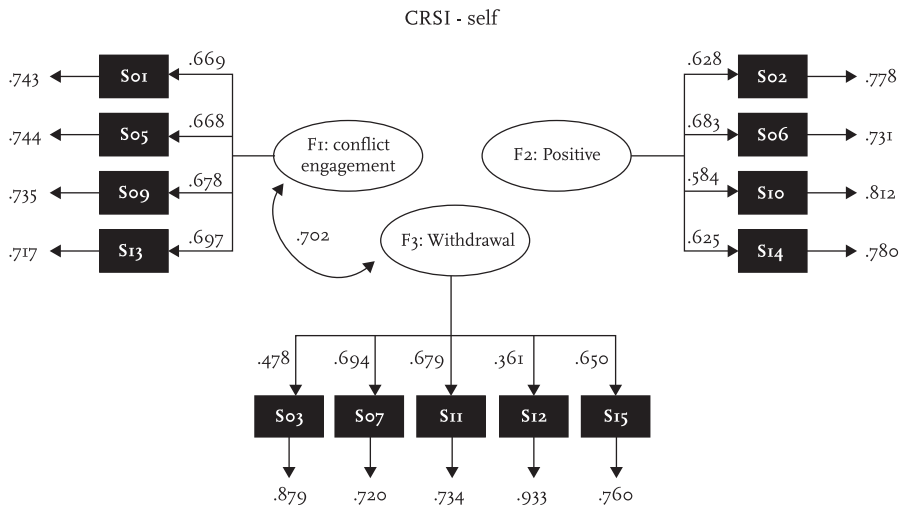 CRSI - self
.743 S01 .669
.744 S05 .668
.735 S09 .678
.717 S13 .697
F1: conflict
engagement
F2: Positive
.628 S02 .778
.683 S06 .731
.584 S10 .812
.625 S14 .780
.702
F3: Withdrawal
.478 .694 .679 .361 .650
S03 S07 S11 S12 S15
.879 .720 .734 .933 .760